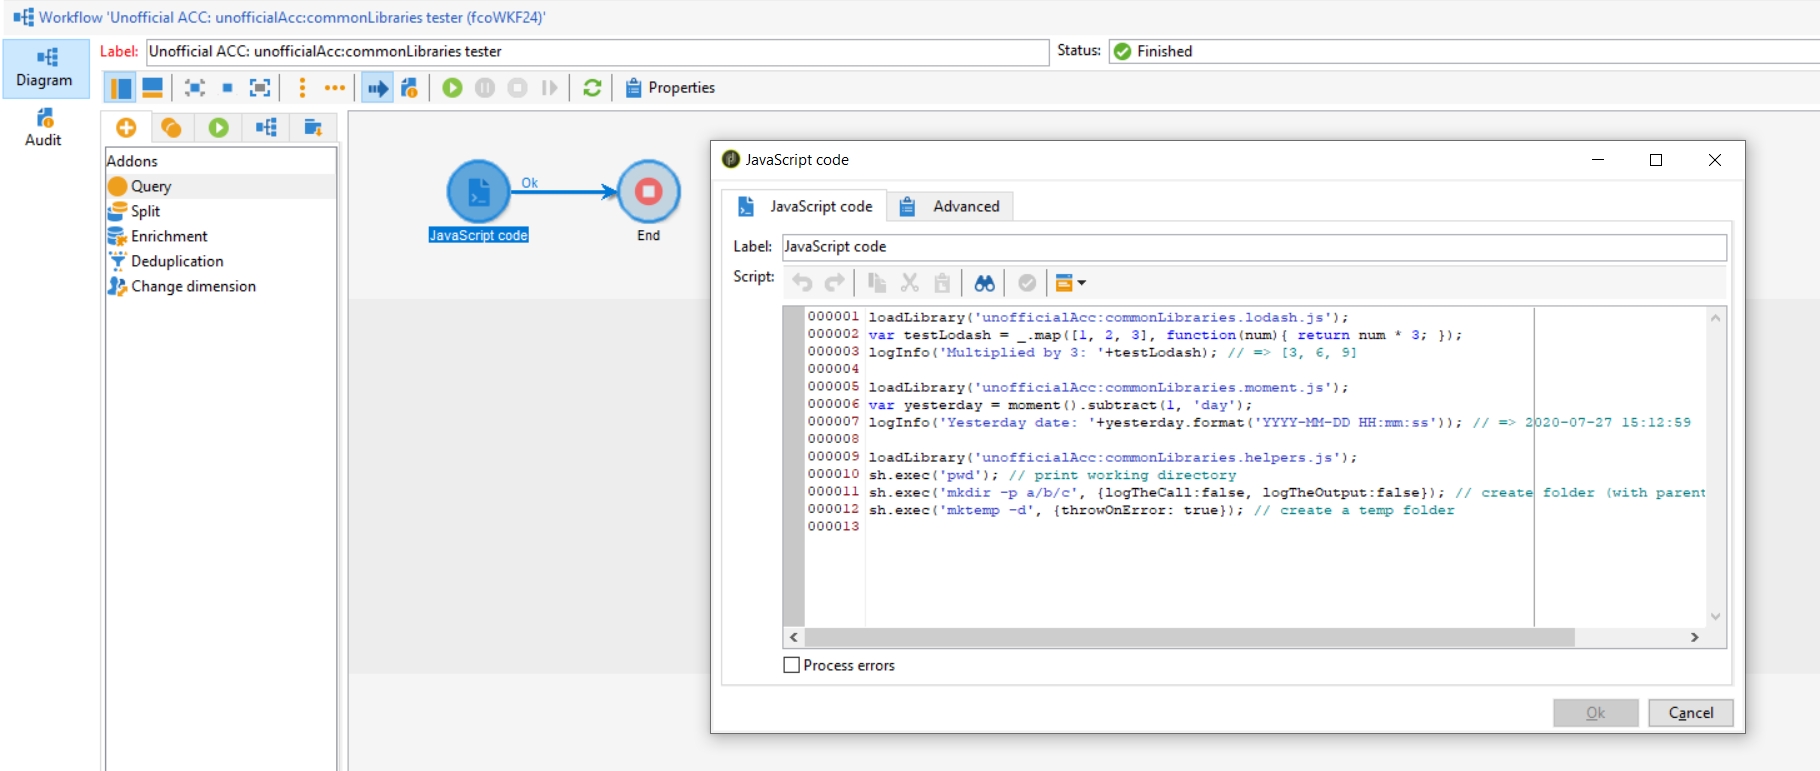 Workflow 'Unofficial ACC: unofficialAcc:commonLibraries tester (fcoWKF24)'
Diagram
Audit
Label: Unofficial ACC: unofficialAcc:commonLibraries tester
Status: Finished
Properties
Addons
Query
Split
Enrichment
Deduplication
Change dimension
Ok
JavaScript code
End
JavaScript code
JavaScript code
Advanced
Label: JavaScript code
Script:
000001 loadLibrary('unofficialAcc:commonLibraries.lodash.js');
000002 var testLodash = _.map([1, 2, 3], function(num){ return num * 3; });
000003 logInfo('Multiplied by 3: '+testLodash); // => [3, 6, 9]
000004
000005 loadLibrary('unofficialAcc:commonLibraries.moment.js');
000006 var yesterday = moment().subtract(1, 'day');
000007 logInfo('Yesterday date: '+yesterday.format('YYYY-MM-DD HH:mm:ss')); // => 2020-07-27 15:12:59
000008
000009 loadLibrary('unofficialAcc:commonLibraries.helpers.js');
000010 sh.exec('pwd'); // print working directory
000011 sh.exec('mkdir -p a/b/c', {logTheCall:false, logTheOutput:false}); // create folder (with parent
000012 sh.exec('mktemp -d', {throwOnError: true}); // create a temp folder
000013
Process errors
Ok
Cancel